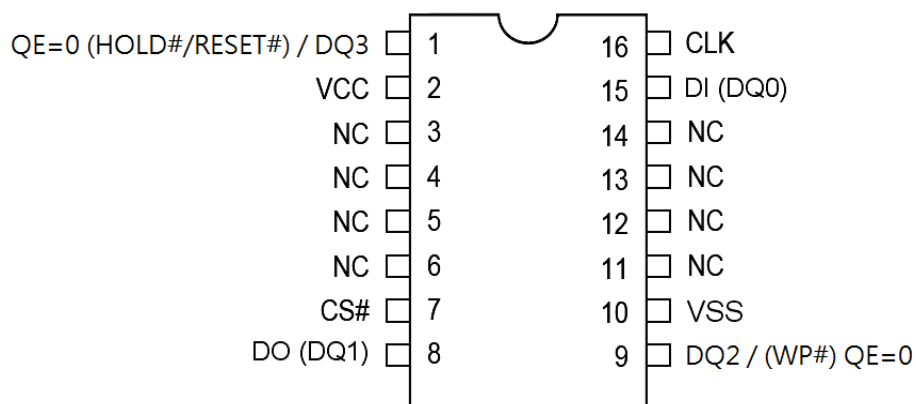 QE=0 (HOLD#/RESET#) / DQ3 1 16 CLK
VCC 2 15 DI (DQ0)
NC 3 14 NC
NC 4 13 NC
NC 5 12 NC
NC 6 11 NC
CS# 7 10 VSS
DO (DQ1) 8 9 DQ2 / (WP#) QE=0